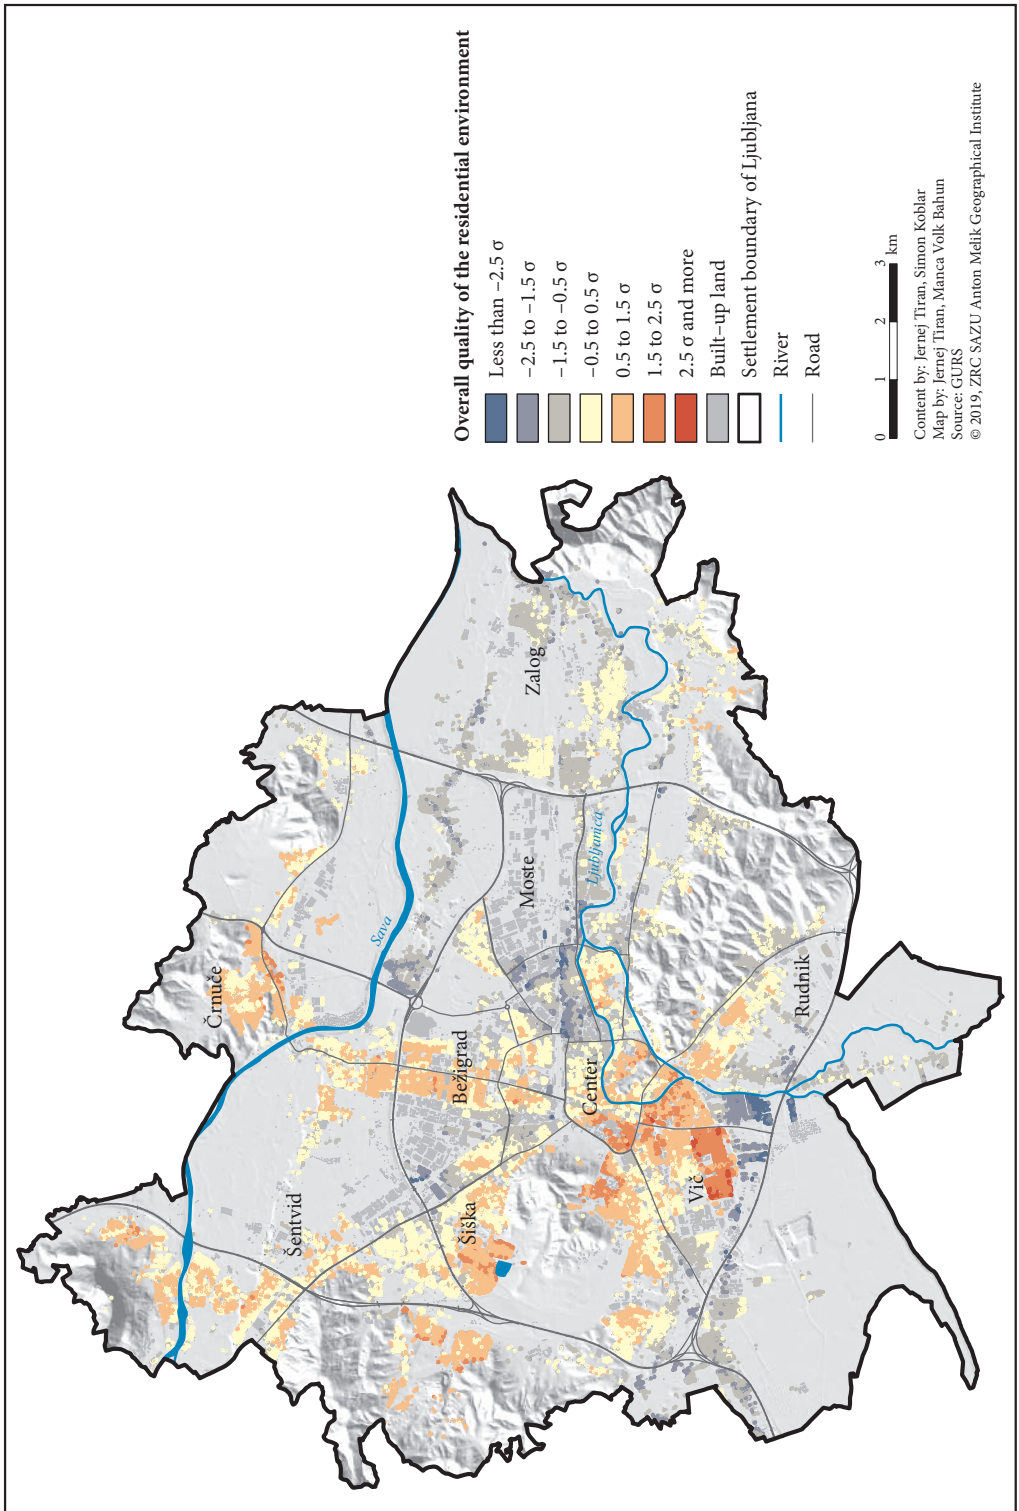 Overall quality of the residential environment
Less than −2.5 σ
−2.5 to −1.5 σ
−1.5 to −0.5 σ
−0.5 to 0.5 σ
0.5 to 1.5 σ
1.5 to 2.5 σ
2.5 σ and more
Built−up land
Settlement boundary of Ljubljana
River
Road
0 1 2 3
km
Content by: Jernej Tiran, Simon Koblar
Map by: Jernej Tiran, Manca Volk Bahun
Source: GURS
© 2019, ZRC SAZU Anton Melik Geographical Institute
Črnuče
Sava
Šentvid
Bežigrad
Šiška
Moste
Zalog
Ljubljanica
Center
Vič
Rudnik